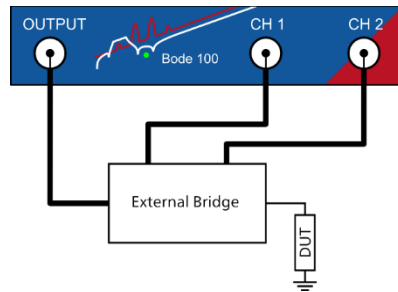 OUTPUT
CH 1
CH 2
Bode 100
External Bridge
DUT